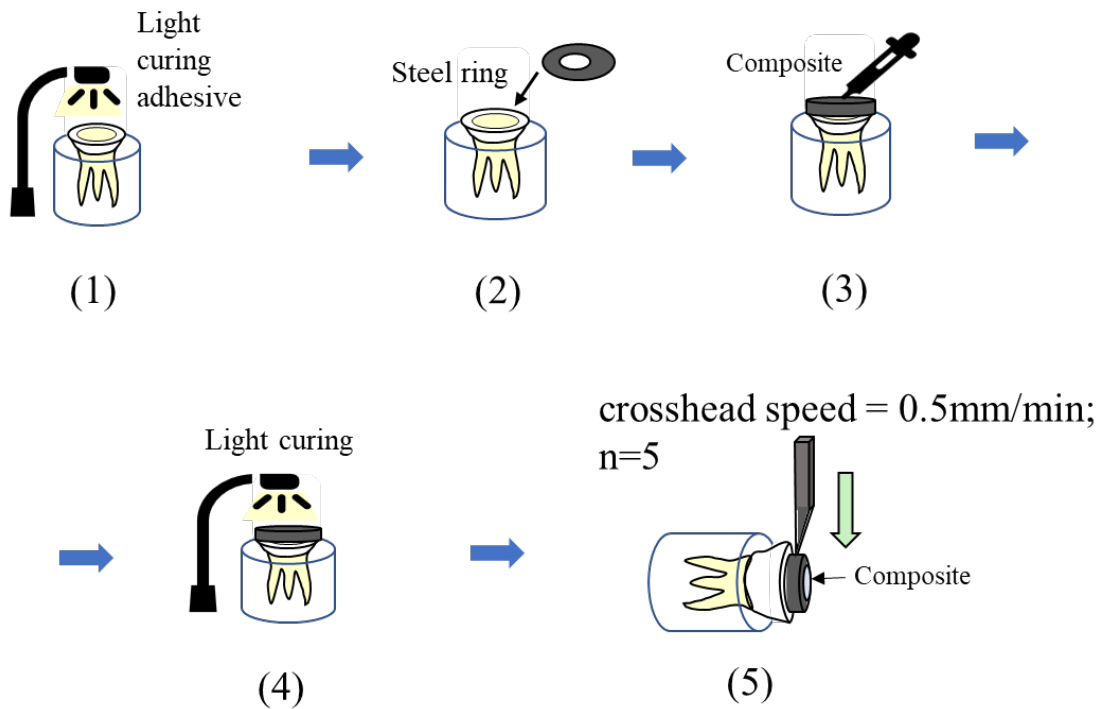 Light
curing
adhesive
Steel ring
Composite
(1)
(2)
(3)
Light curing
crosshead speed = 0.5mm/min;
n=5
Composite
(4)
(5)